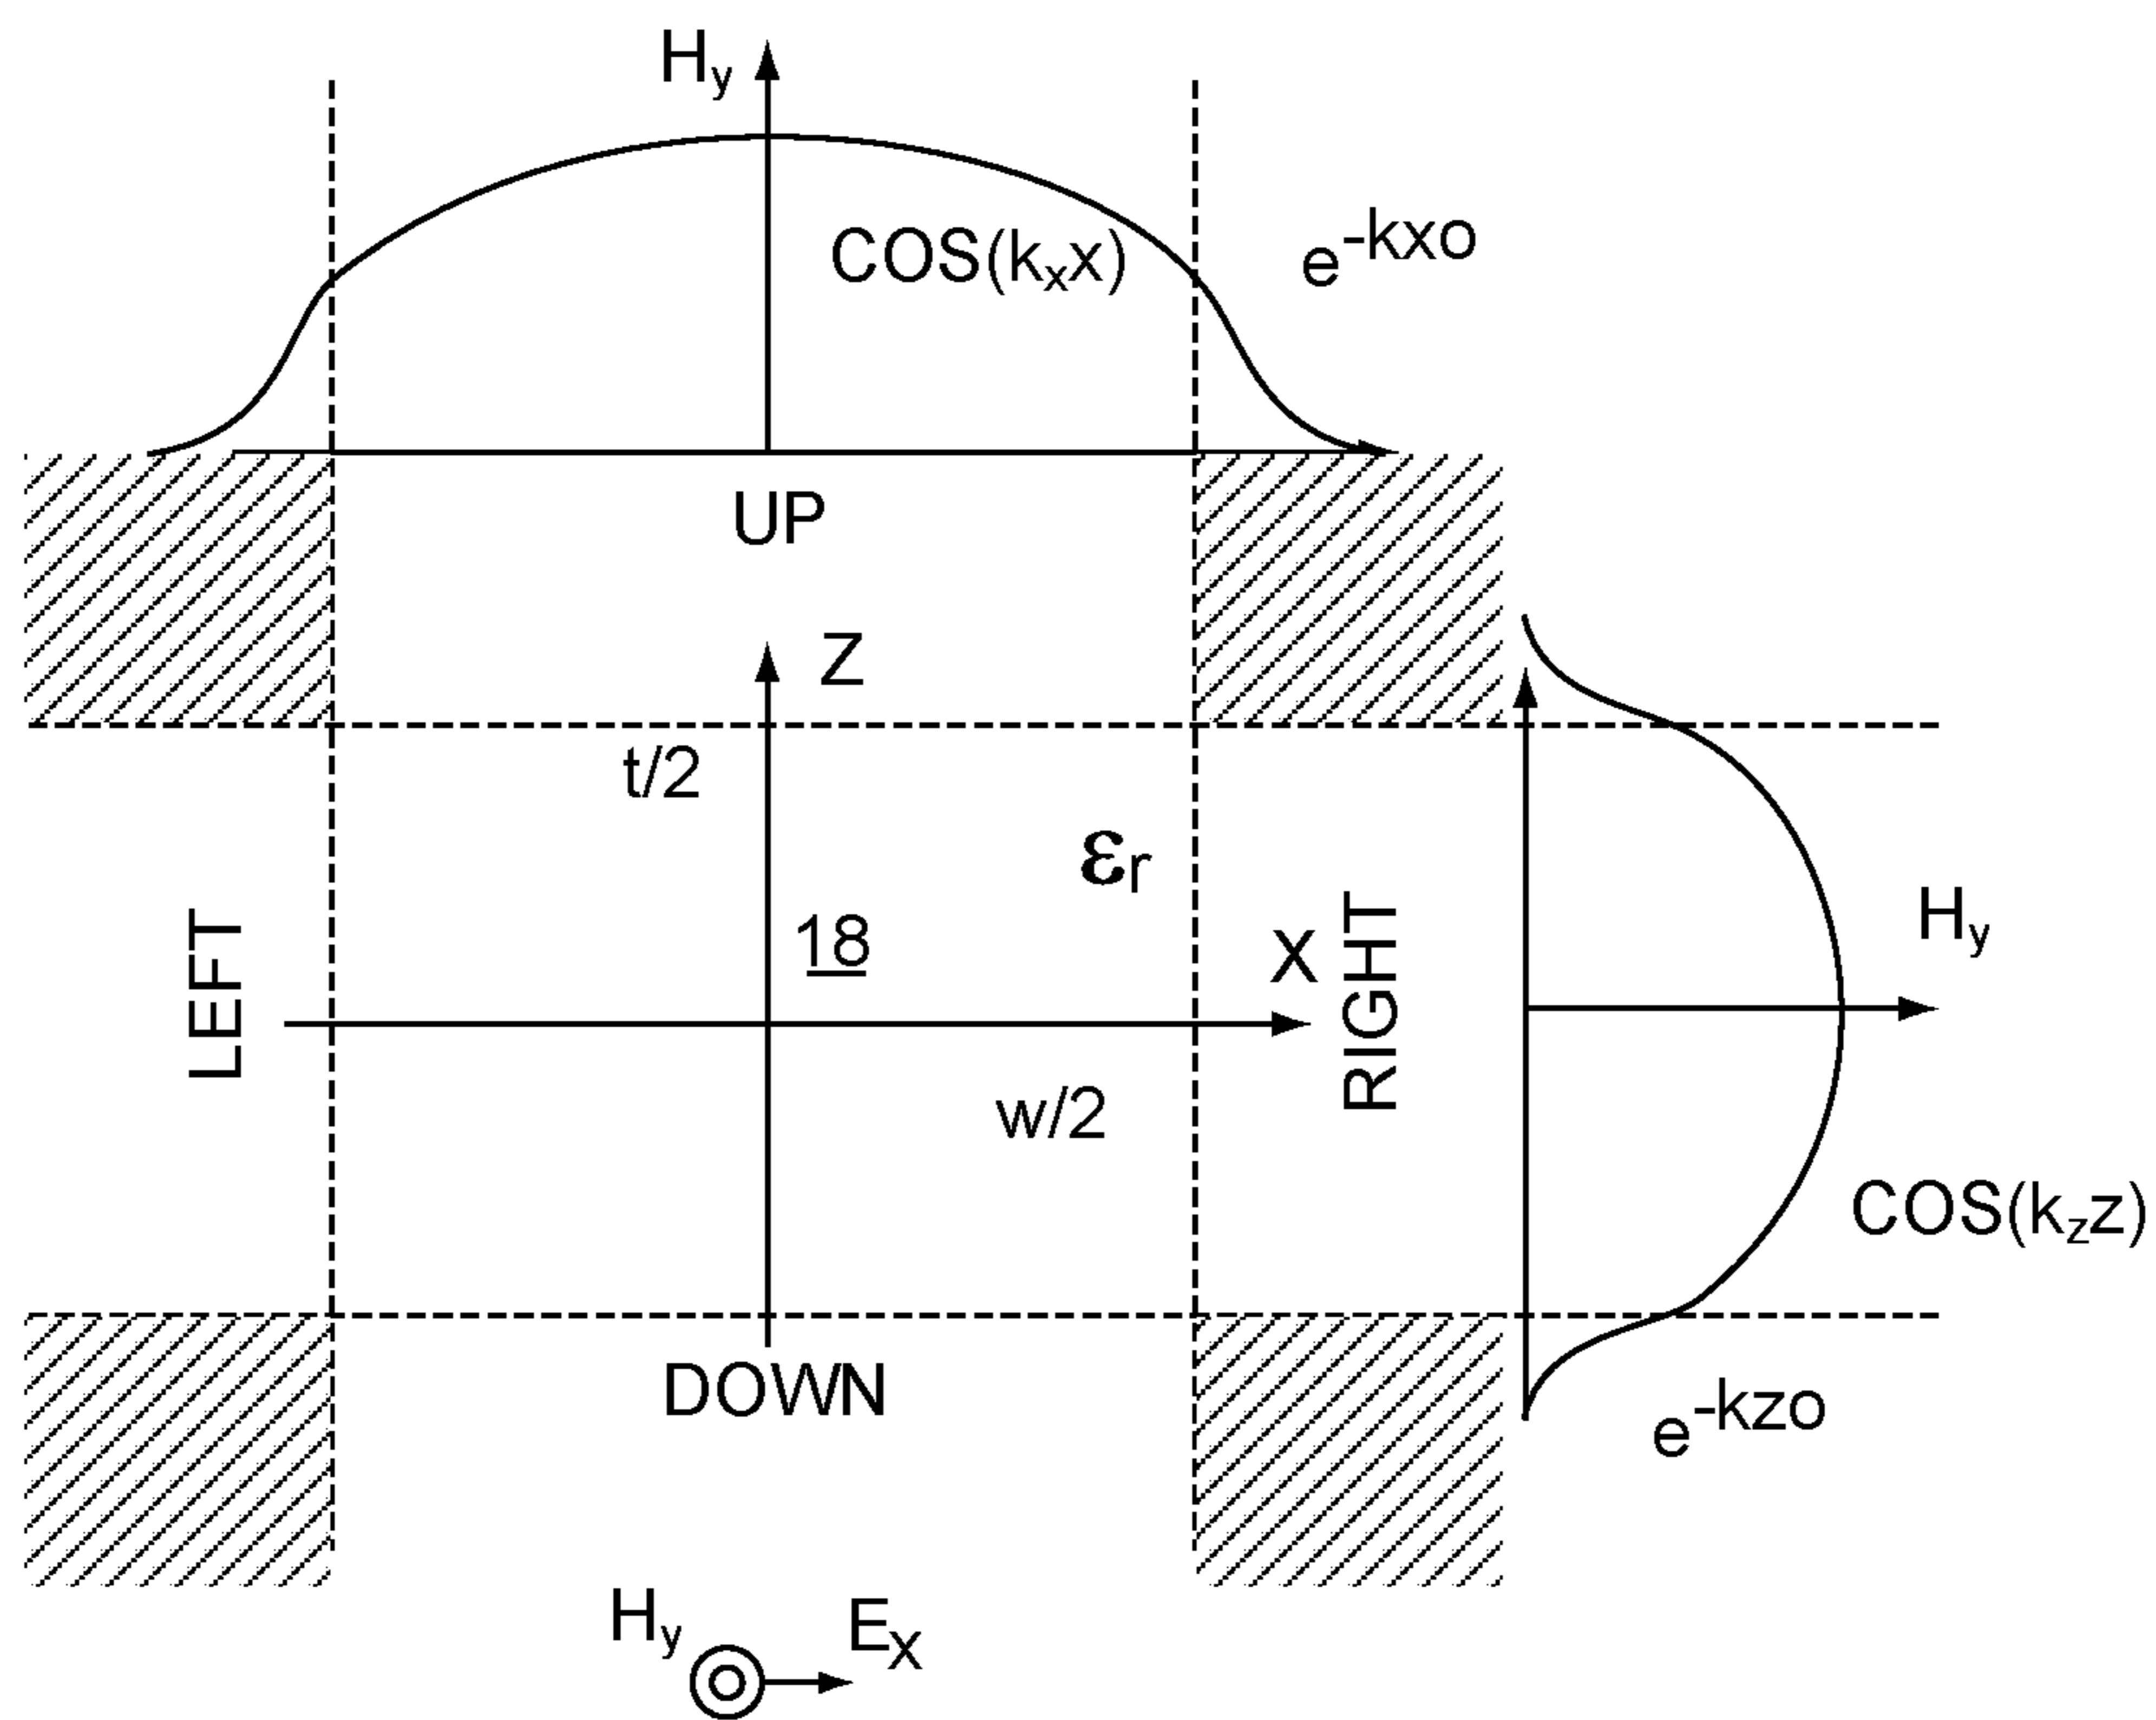 Hy
COS(kxx)
e-kxo
UP
Z
t/2
εr
18
X
LEFT
RIGHT
Hy
w/2
COS(kzz)
DOWN
e-kzo
Hy
Ex